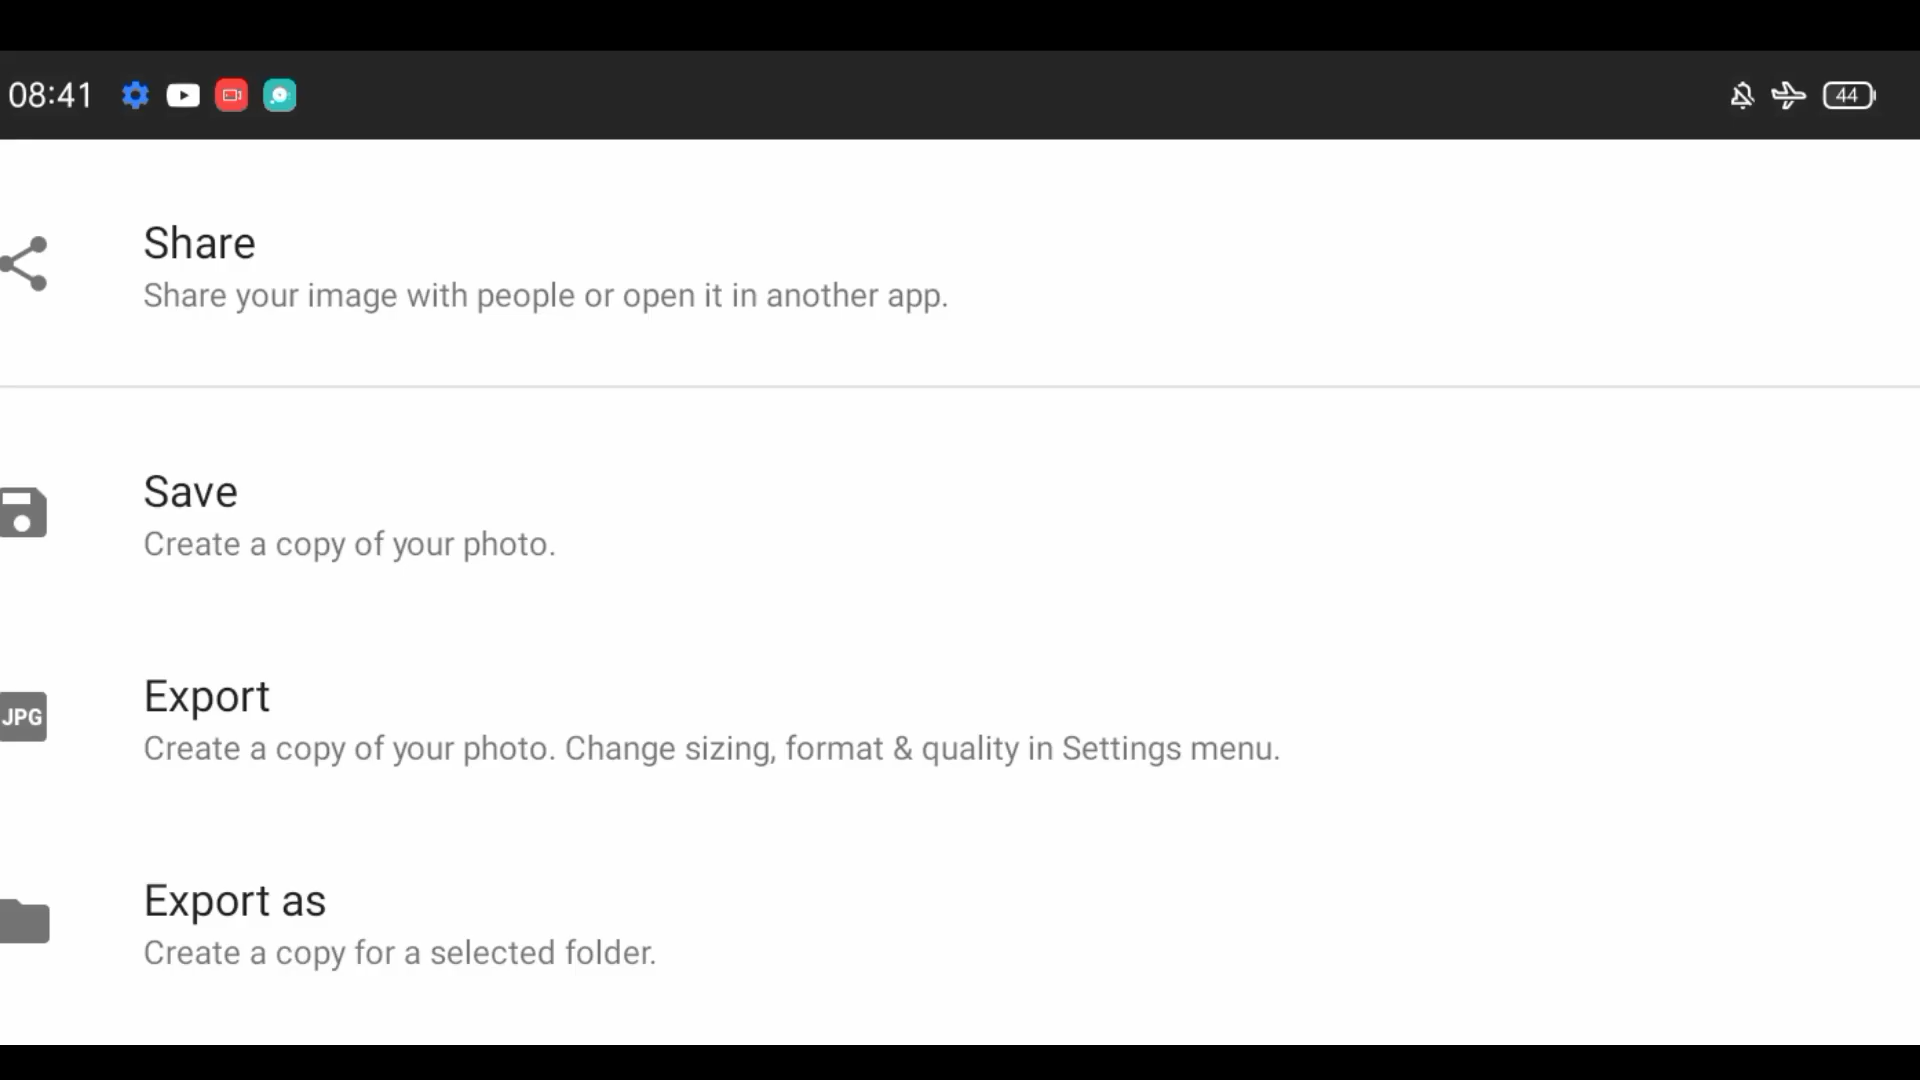 08:41
44
Share
Share your image with people or open it in another app.
Save
Create a copy of your photo.
JPG
Export
Create a copy of your photo. Change sizing, format & quality in Settings menu.
Export as
Create a copy for a selected folder.